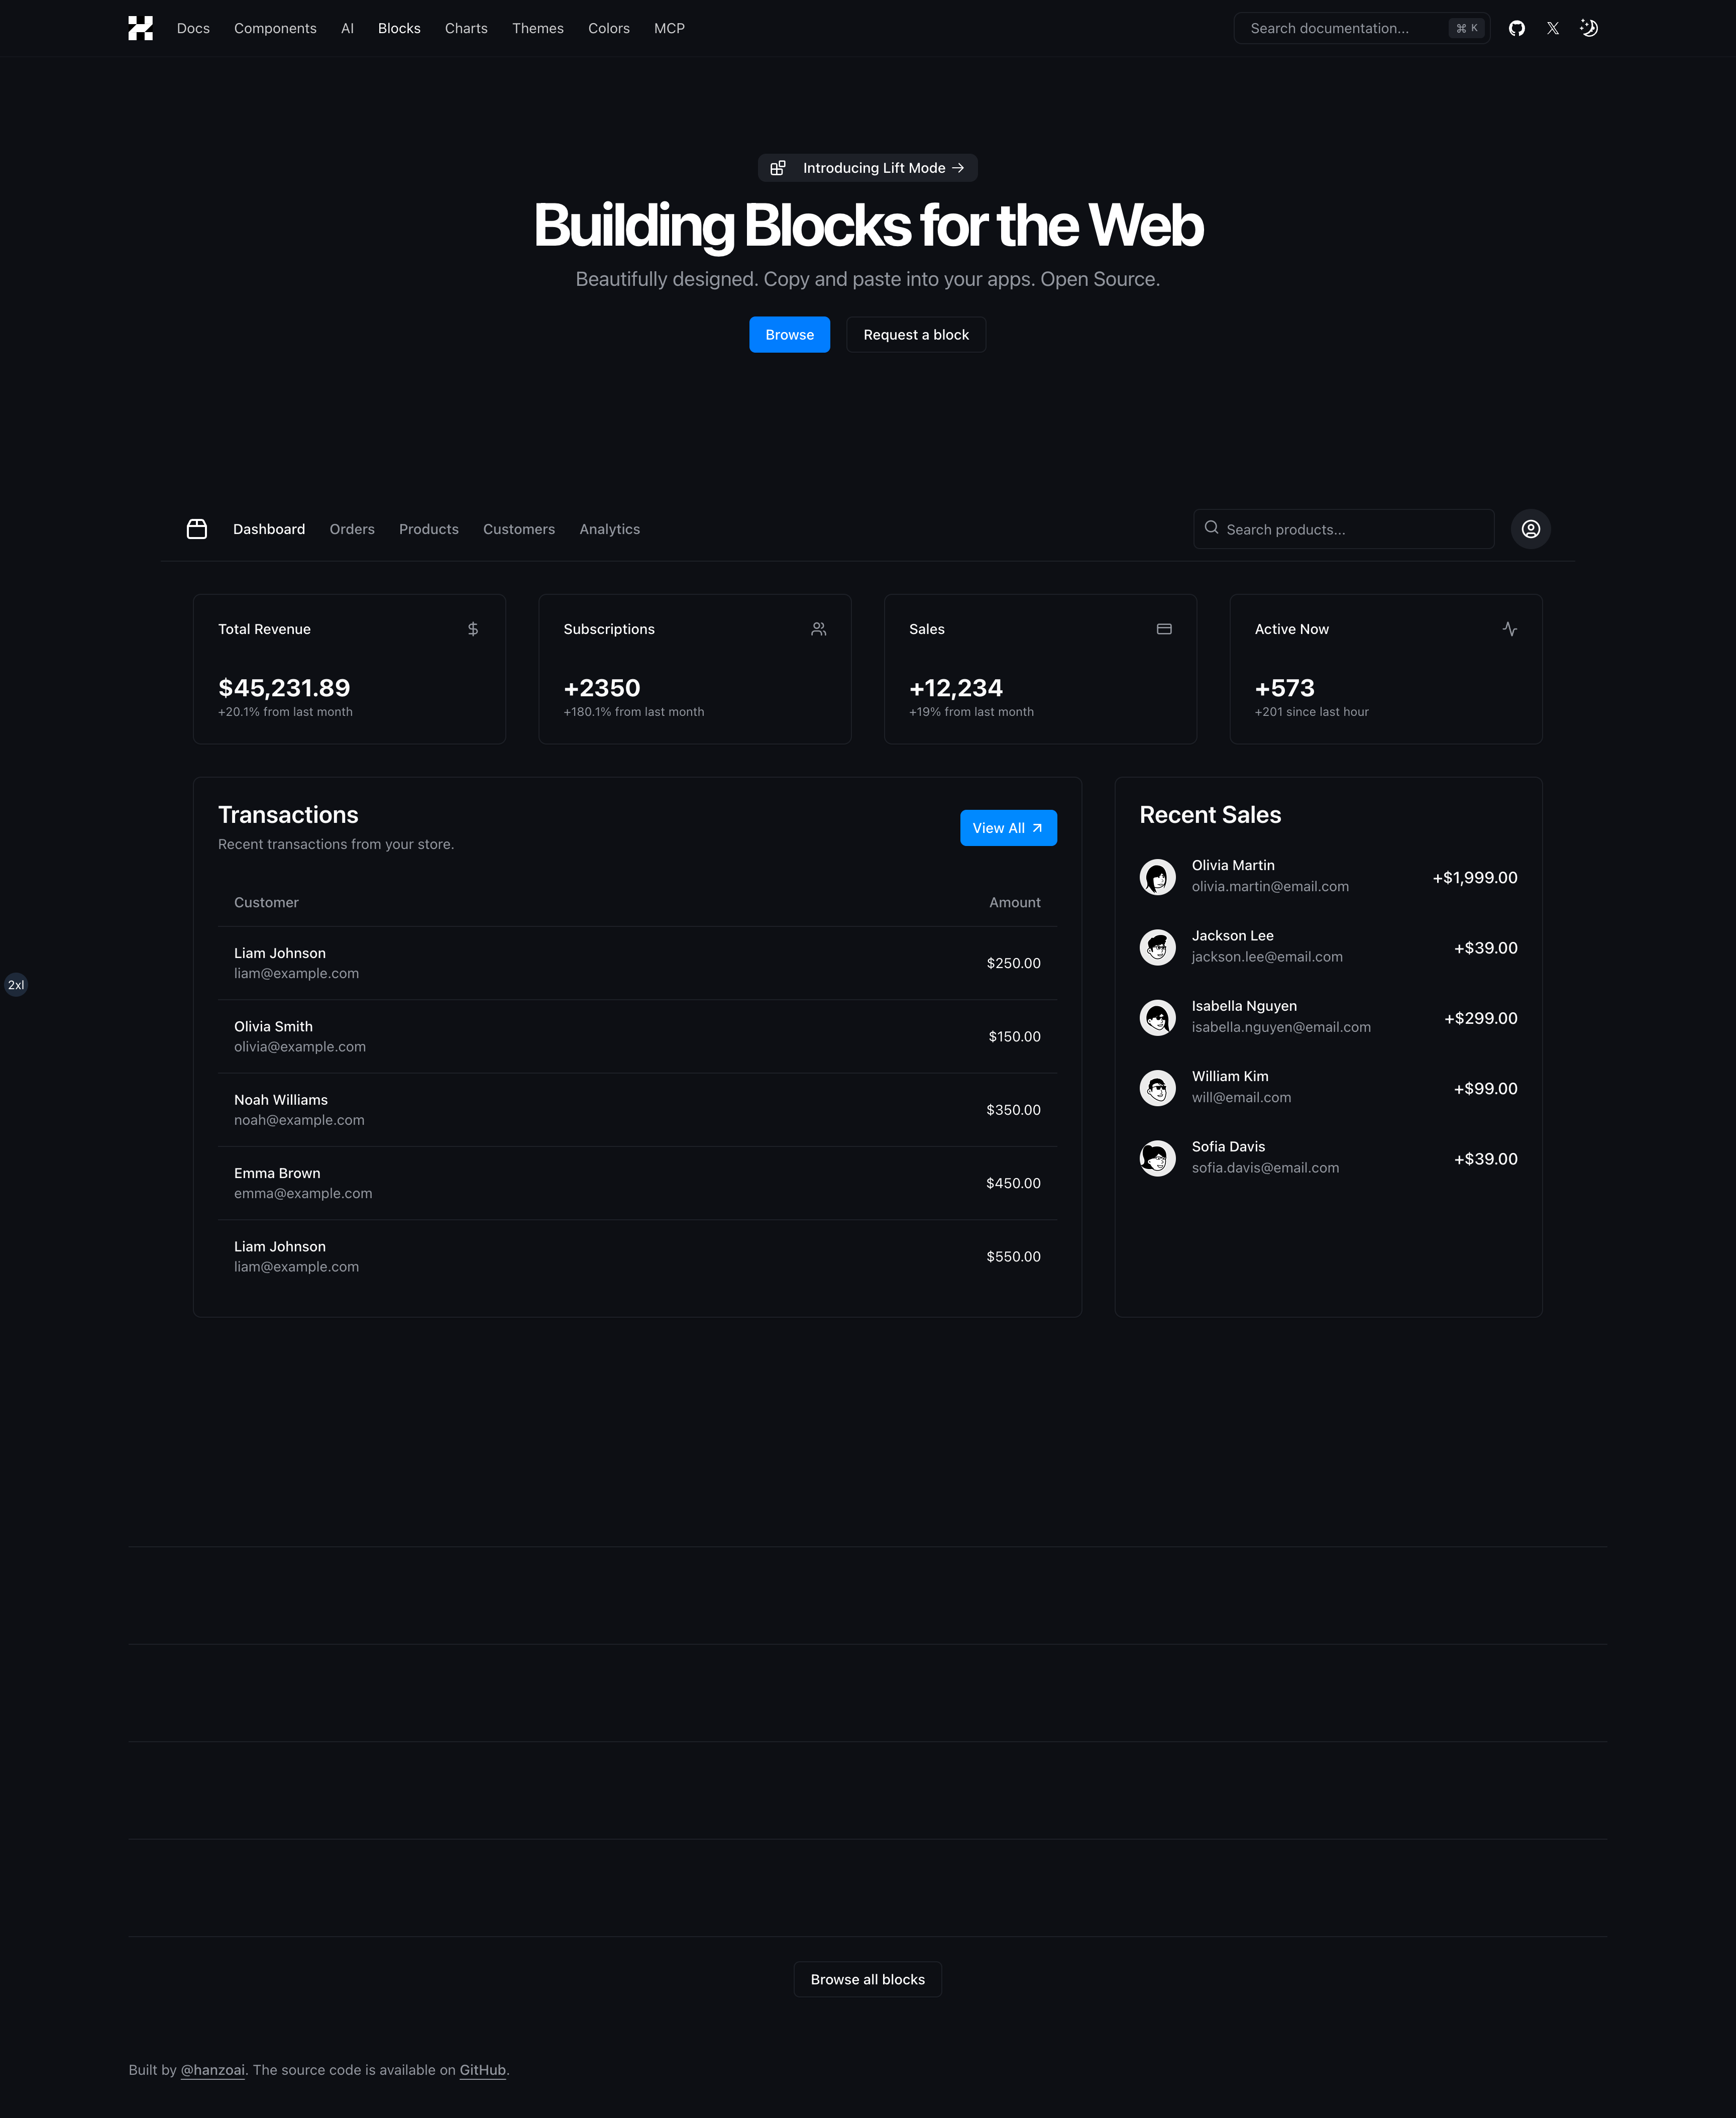 Docs Components AI Blocks Charts Themes Colors MCP Search documentation... ⌘ K
Introducing Lift Mode →
Building Blocks for the Web
Beautifully designed. Copy and paste into your apps. Open Source.
Browse Request a block
Dashboard Orders Products Customers Analytics Search products...
Total Revenue
$45,231.89
+20.1% from last month
Subscriptions
+2350
+180.1% from last month
Sales
+12,234
+19% from last month
Active Now
+573
+201 since last hour
Transactions
Recent transactions from your store.
View All
Customer Amount
Liam Johnson
liam@example.com
$250.00
Olivia Smith
olivia@example.com
$150.00
Noah Williams
noah@example.com
$350.00
Emma Brown
emma@example.com
$450.00
Liam Johnson
liam@example.com
$550.00
Recent Sales
Olivia Martin
olivia.martin@email.com
+$1,999.00
Jackson Lee
jackson.lee@email.com
+$39.00
Isabella Nguyen
isabella.nguyen@email.com
+$299.00
William Kim
will@email.com
+$99.00
Sofia Davis
sofia.davis@email.com
+$39.00
2xl
Browse all blocks
Built by @hanzoai. The source code is available on GitHub.